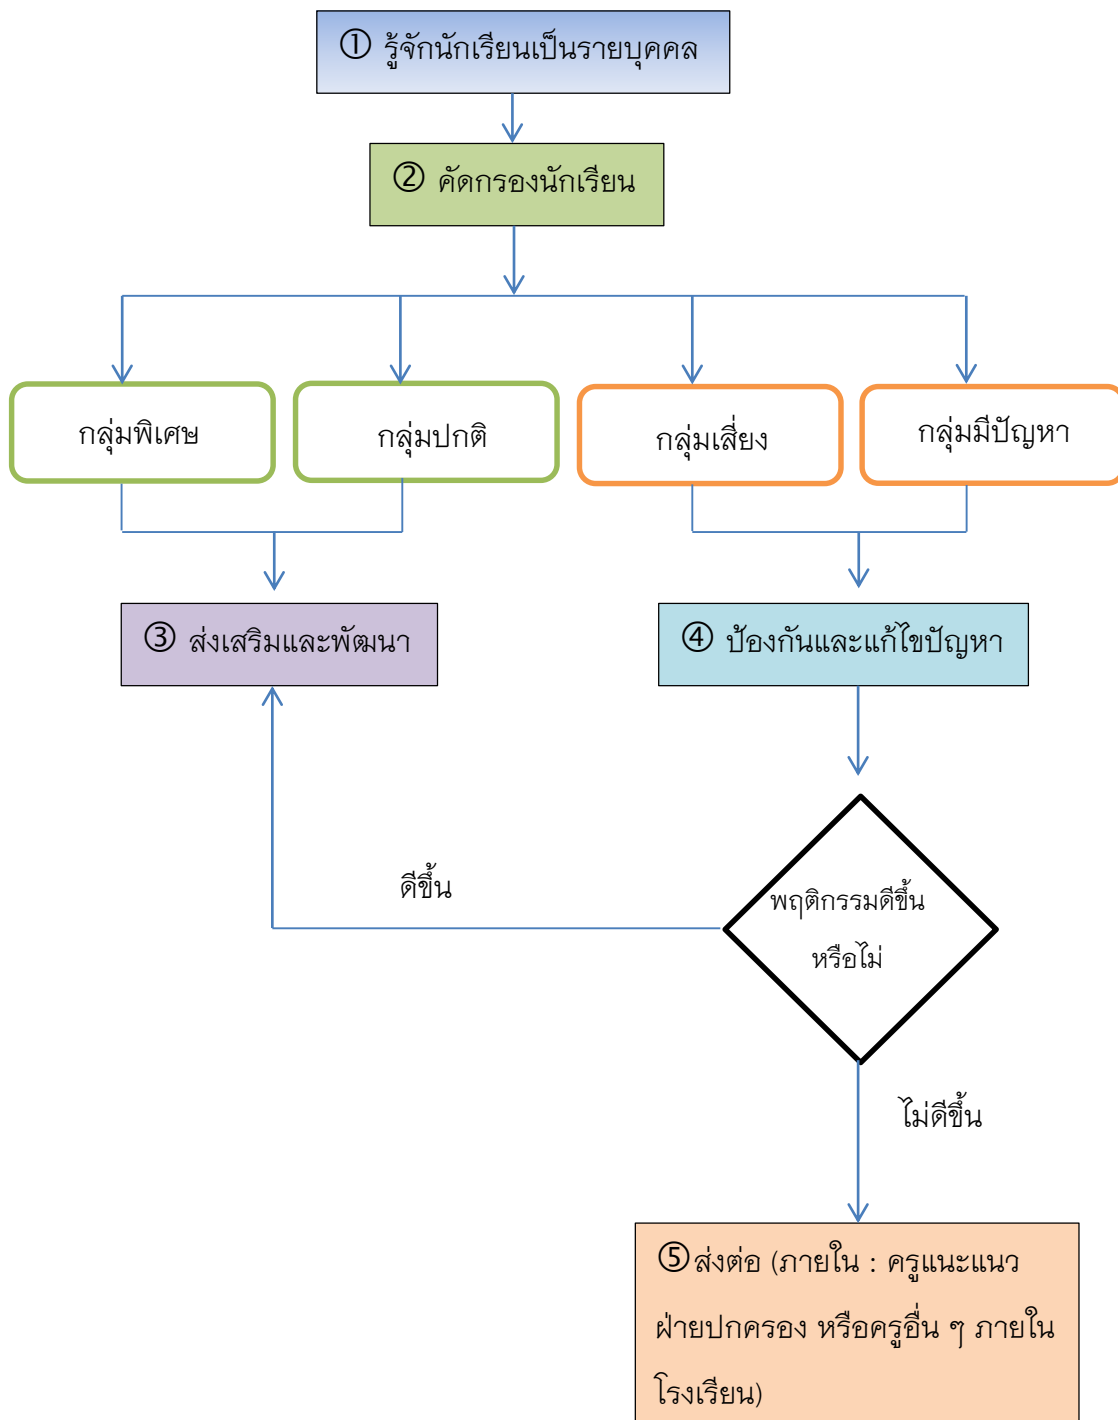 ① รู้จักนักเรียนเป็นรายบุคคล
② คัดกรองนักเรียน
กลุ่มพิเศษ
กลุ่มปกติ
กลุ่มเสี่ยง
กลุ่มมีปัญหา
③ ส่งเสริมและพัฒนา
④ ป้องกันและแก้ไขปัญหา
ดีขึ้น
พฤติกรรมดีขึ้น
หรือไม่
ไม่ดีขึ้น
⑤ส่งต่อ (ภายใน : ครูแนะแนว
ฝ่ายปกครอง หรือครูอื่น ๆ ภายใน
โรงเรียน)